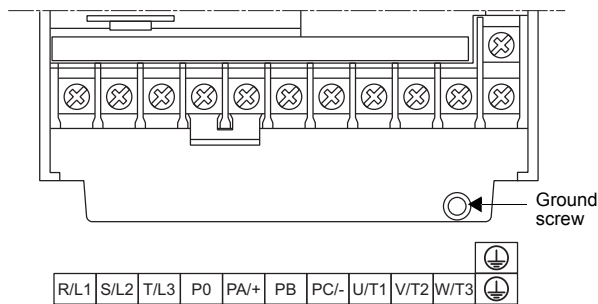 Ground
screw
R/L1 S/L2 T/L3 P0 PA/+ PB PC/- U/T1 V/T2 W/T3